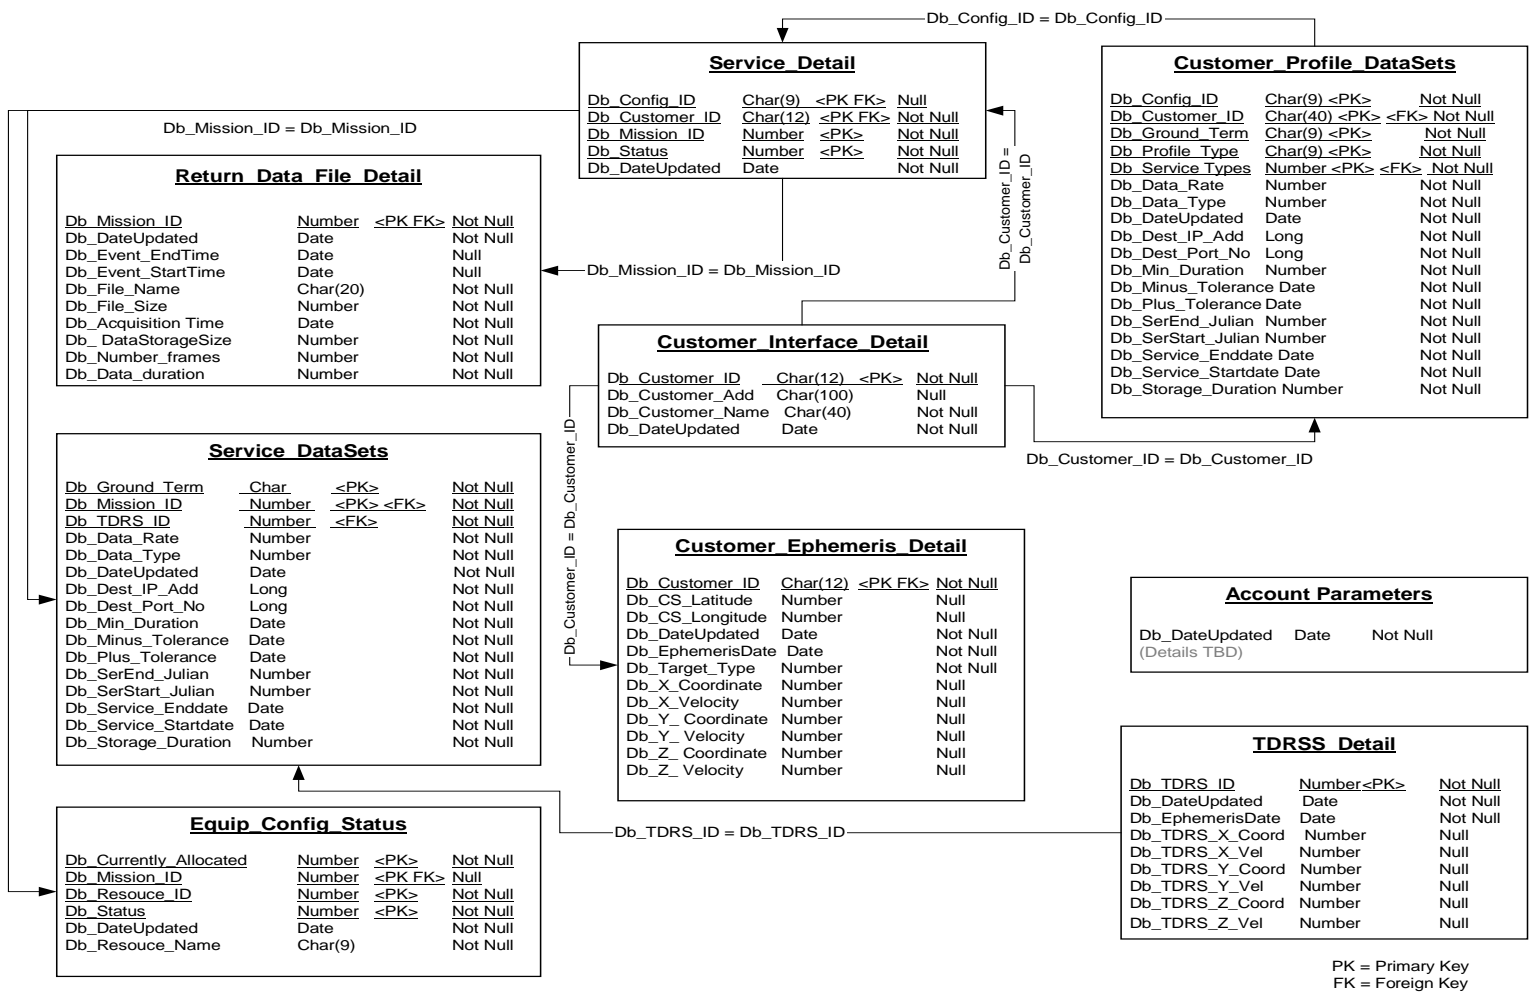 Db_Config_ID = Db_Config_ID
Service_Detail
Db_Config_ID Char(9) <PK FK> Null
Db_Customer_ID Char(12) <PK FK> Not Null
Db_Mission_ID Number <PK> Not Null
Db_Status Number <PK> Not Null
Db_DateUpdated Date Not Null
Customer_Profile_DataSets
Db_Config_ID Char(9) <PK> Not Null
Db_Customer_ID Char(40) <PK> <FK> Not Null
Db_Ground_Term Char(9) <PK> Not Null
Db_Profile_Type Char(9) <PK> Not Null
Db_Service Types Number <PK> <FK> Not Null
Db_Data_Rate Number Not Null
Db_Data_Type Number Not Null
Db_DateUpdated Date Not Null
Db_Dest_IP_Add Long Not Null
Db_Dest_Port_No Long Not Null
Db_Min_Duration Number Not Null
Db_Minus_Tolerance Date Not Null
Db_Plus_Tolerance Date Not Null
Db_SerEnd_Julian Number Not Null
Db_SerStart_Julian Number Not Null
Db_Service_Enddate Date Not Null
Db_Service_Startdate Date Not Null
Db_Storage_Duration Number Not Null
Db_Mission_ID = Db_Mission_ID
Return_Data_File_Detail
Db_Mission_ID Number <PK FK> Not Null
Db_DateUpdated Date Not Null
Db_Event_EndTime Date Null
Db_Event_StartTime Date Null
Db_File_Name Char(20) Not Null
Db_File_Size Number Not Null
Db_Acquisition Time Date Not Null
Db_ DataStorageSize Number Not Null
Db_Number_frames Number Not Null
Db_Data_duration Number Not Null
Db_Mission_ID = Db_Mission_ID
Db_Customer_ID =
Db_Customer_ID
Customer_Interface_Detail
Db_Customer_ID Char(12) <PK> Not Null
Db_Customer_Add Char(100) Null
Db_Customer_Name Char(40) Not Null
Db_DateUpdated Date Not Null
Db_Customer_ID = Db_Customer_ID
Db_Customer_ID = Db_Customer_ID
Service_DataSets
Db_Ground_Term Char <PK> Not Null
Db_Mission_ID Number <PK> <FK> Not Null
Db_TDRS_ID Number <FK> Not Null
Db_Data_Rate Number Not Null
Db_Data_Type Number Not Null
Db_DateUpdated Date Not Null
Db_Dest_IP_Add Long Not Null
Db_Dest_Port_No Long Not Null
Db_Min_Duration Date Not Null
Db_Minus_Tolerance Date Not Null
Db_Plus_Tolerance Date Not Null
Db_SerEnd_Julian Number Not Null
Db_SerStart_Julian Number Not Null
Db_Service_Enddate Date Not Null
Db_Service_Startdate Date Not Null
Db_Storage_Duration Number Not Null
Customer_Ephemeris_Detail
Db_Customer_ID Char(12) <PK FK> Not Null
Db_CS_Latitude Number Null
Db_CS_Longitude Number Null
Db_DateUpdated Date Not Null
Db_EphemerisDate Date Not Null
Db_Target_Type Number Not Null
Db_X_Coordinate Number Null
Db_X_Velocity Number Null
Db_Y_ Coordinate Number Null
Db_Y_ Velocity Number Null
Db_Z_ Coordinate Number Null
Db_Z_ Velocity Number Null
Account Parameters
Db_DateUpdated Date Not Null
(Details TBD)
TDRSS_Detail
Db_TDRS_ID Number<PK> Not Null
Db_DateUpdated Date Not Null
Db_EphemerisDate Date Not Null
Db_TDRS_X_Coord Number Null
Db_TDRS_X_Vel Number Null
Db_TDRS_Y_Coord Number Null
Db_TDRS_Y_Vel Number Null
Db_TDRS_Z_Coord Number Null
Db_TDRS_Z_Vel Number Null
Db_TDRS_ID = Db_TDRS_ID
Equip_Config_Status
Db_Currently_Allocated Number <PK> Not Null
Db_Mission_ID Number <PK FK> Null
Db_Resouce_ID Number <PK> Not Null
Db_Status Number <PK> Not Null
Db_DateUpdated Date Not Null
Db_Resouce_Name Char(9) Not Null
PK = Primary Key
FK = Foreign Key